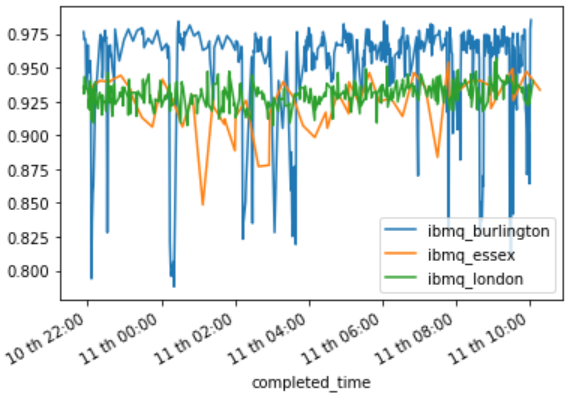 0.975
0.950
0.925
0.900
0.875
0.850
0.825
0.800
ibmq_burlington
ibmq_essex
ibmq_london
10 th 22:00
11 th 00:00
11 th 02:00
11 th 04:00
11 th 06:00
11 th 08:00
11 th 10:00
completed_time